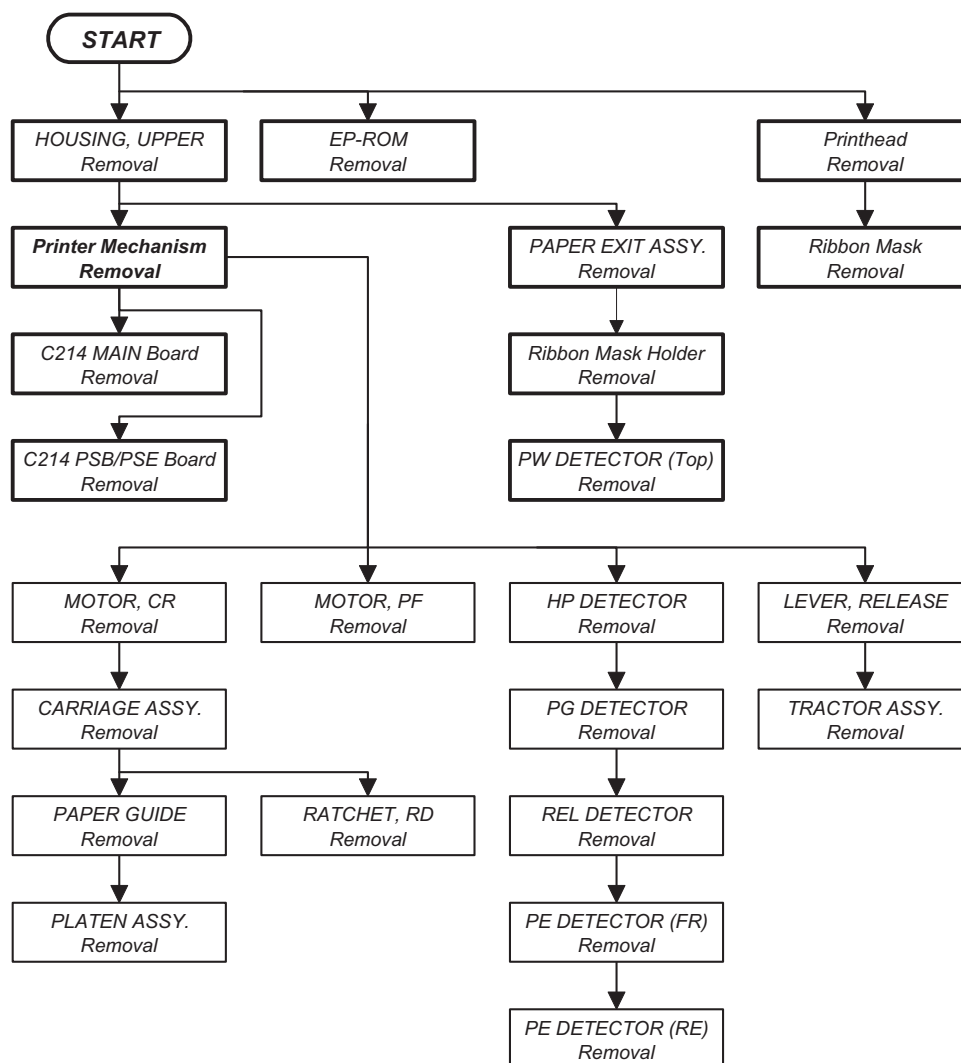 START
HOUSING, UPPER
Removal
EP-ROM
Removal
Printhead
Removal
Printer Mechanism
Removal
PAPER EXIT ASSY.
Removal
Ribbon Mask
Removal
C214 MAIN Board
Removal
Ribbon Mask Holder
Removal
C214 PSB/PSE Board
Removal
PW DETECTOR (Top)
Removal
MOTOR, CR
Removal
MOTOR, PF
Removal
HP DETECTOR
Removal
LEVER, RELEASE
Removal
CARRIAGE ASSY.
Removal
PG DETECTOR
Removal
TRACTOR ASSY.
Removal
PAPER GUIDE
Removal
RATCHET, RD
Removal
REL DETECTOR
Removal
PLATEN ASSY.
Removal
PE DETECTOR (FR)
Removal
PE DETECTOR (RE)
Removal